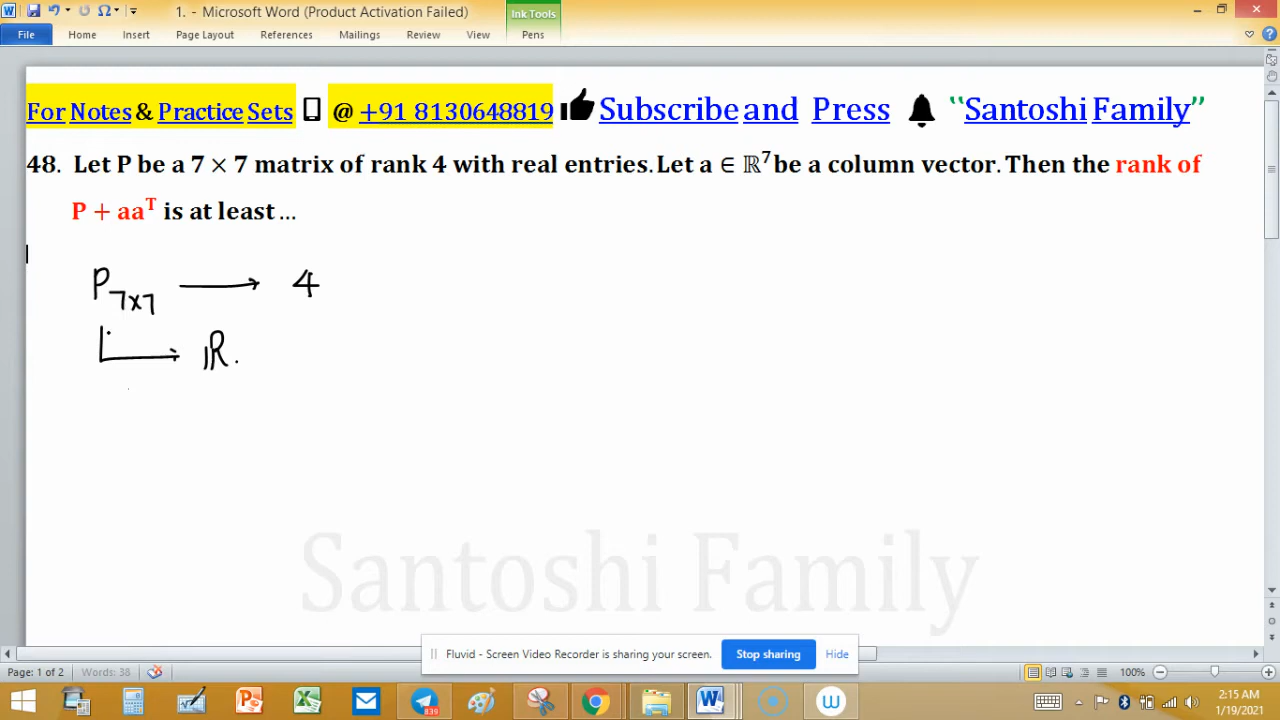 1. - Microsoft Word (Product Activation Failed)
Ink Tools
File Home Insert Page Layout References Mailings Review View Pens
For Notes & Practice Sets @ +91 8130648819 Subscribe and Press "Santoshi Family"
48. Let P be a 7 × 7 matrix of rank 4 with real entries. Let a ∈ ℝ⁷ be a column vector. Then the rank of
P + aaᵀ is at least ...
P₇ₓ₇ ⟶ 4
⟶ ℝ.
Santoshi Family
Fluvid - Screen Video Recorder is sharing your screen. Stop sharing Hide
Page: 1 of 2 Words: 38 100%
839
2:15 AM
1/19/2021